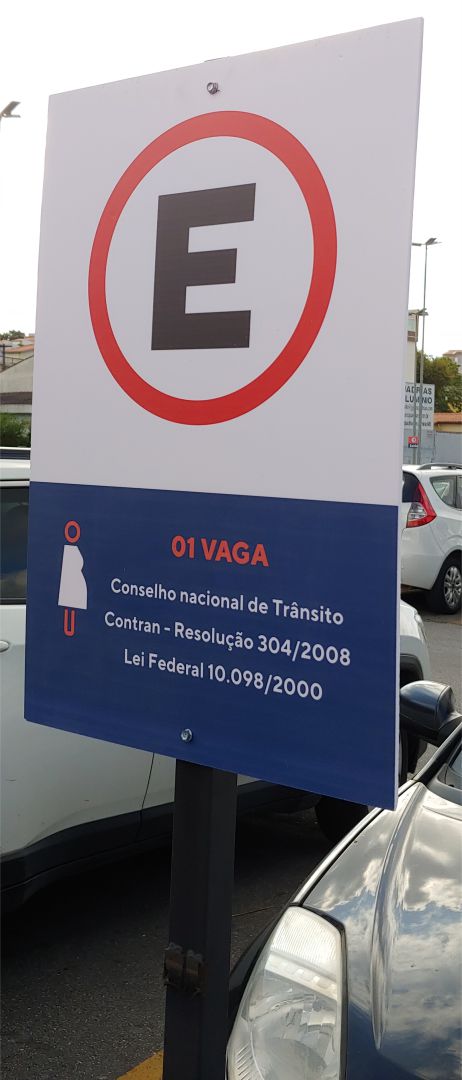 E
01 VAGA
Conselho nacional de Trânsito
Contran - Resolução 304/2008
Lei Federal 10.098/2000